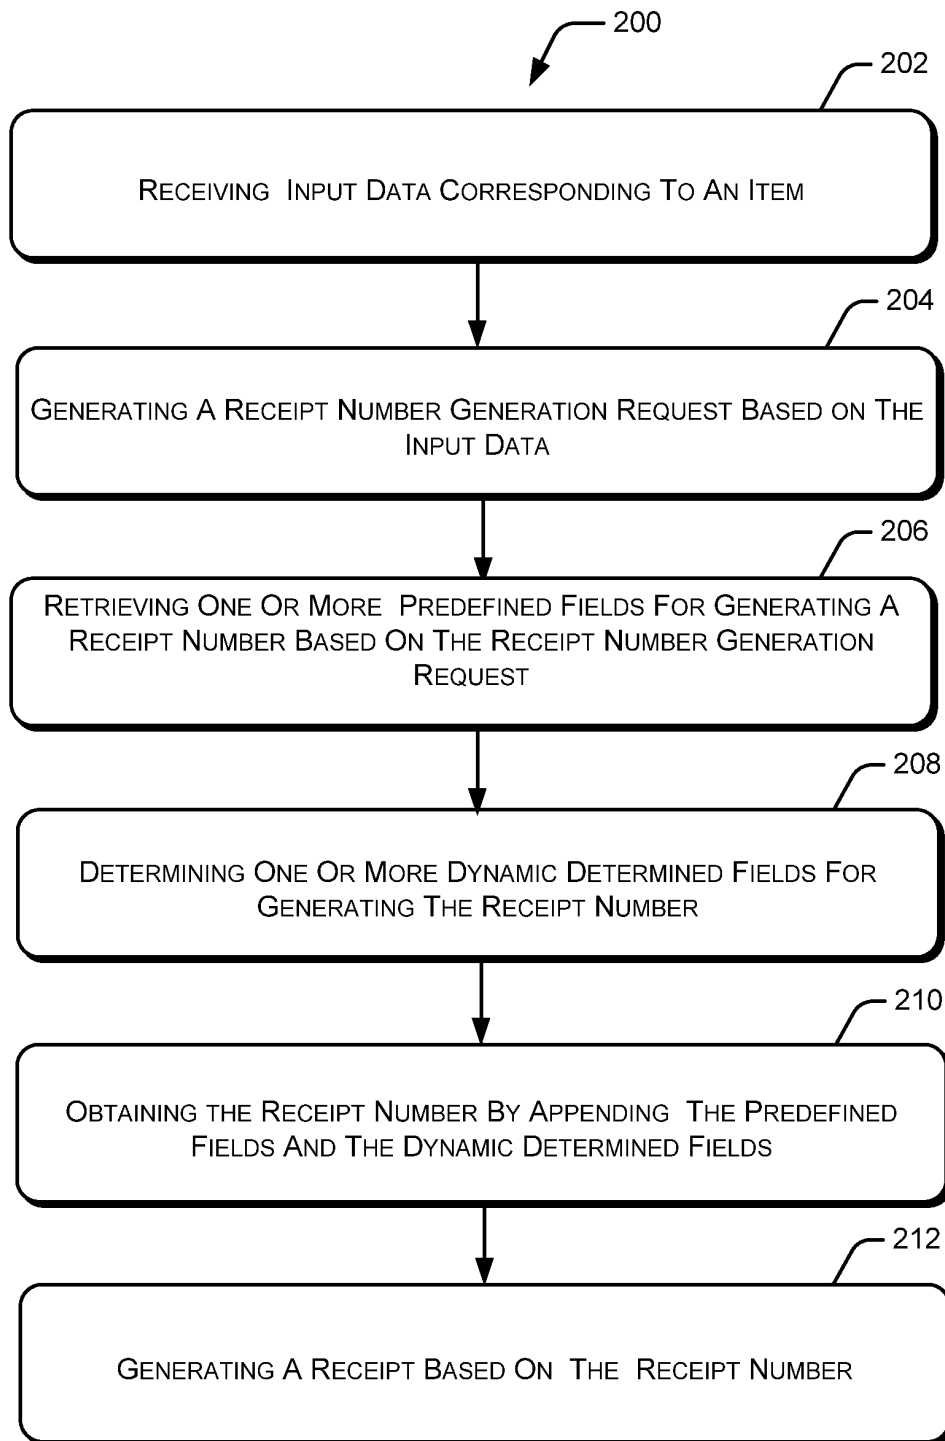 200
202
RECEIVING INPUT DATA CORRESPONDING TO AN ITEM
204
GENERATING A RECEIPT NUMBER GENERATION REQUEST BASED ON THE
INPUT DATA
206
RETRIEVING ONE OR MORE PREDEFINED FIELDS FOR GENERATING A
RECEIPT NUMBER BASED ON THE RECEIPT NUMBER GENERATION
REQUEST
208
DETERMINING ONE OR MORE DYNAMIC DETERMINED FIELDS FOR
GENERATING THE RECEIPT NUMBER
210
OBTAINING THE RECEIPT NUMBER BY APPENDING THE PREDEFINED
FIELDS AND THE DYNAMIC DETERMINED FIELDS
212
GENERATING A RECEIPT BASED ON THE RECEIPT NUMBER